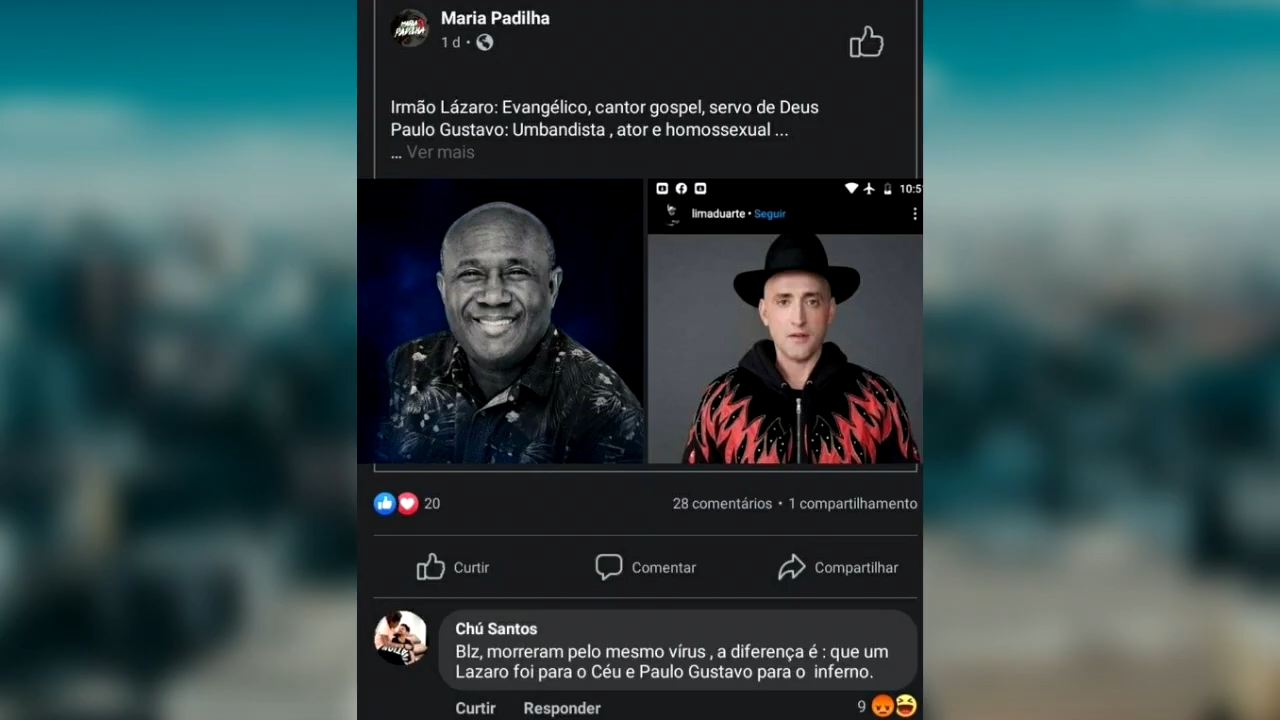 Maria Padilha
1 d •
Irmão Lázaro: Evangélico, cantor gospel, servo de Deus
Paulo Gustavo: Umbandista , ator e homossexual ...
... Ver mais
10:5
limaduarte • Seguir
20
28 comentários • 1 compartilhamento
Curtir
Comentar
Compartilhar
Chú Santos
Blz, morreram pelo mesmo vírus , a diferença é : que um
Lazaro foi para o Céu e Paulo Gustavo para o inferno.
Curtir
Responder
9